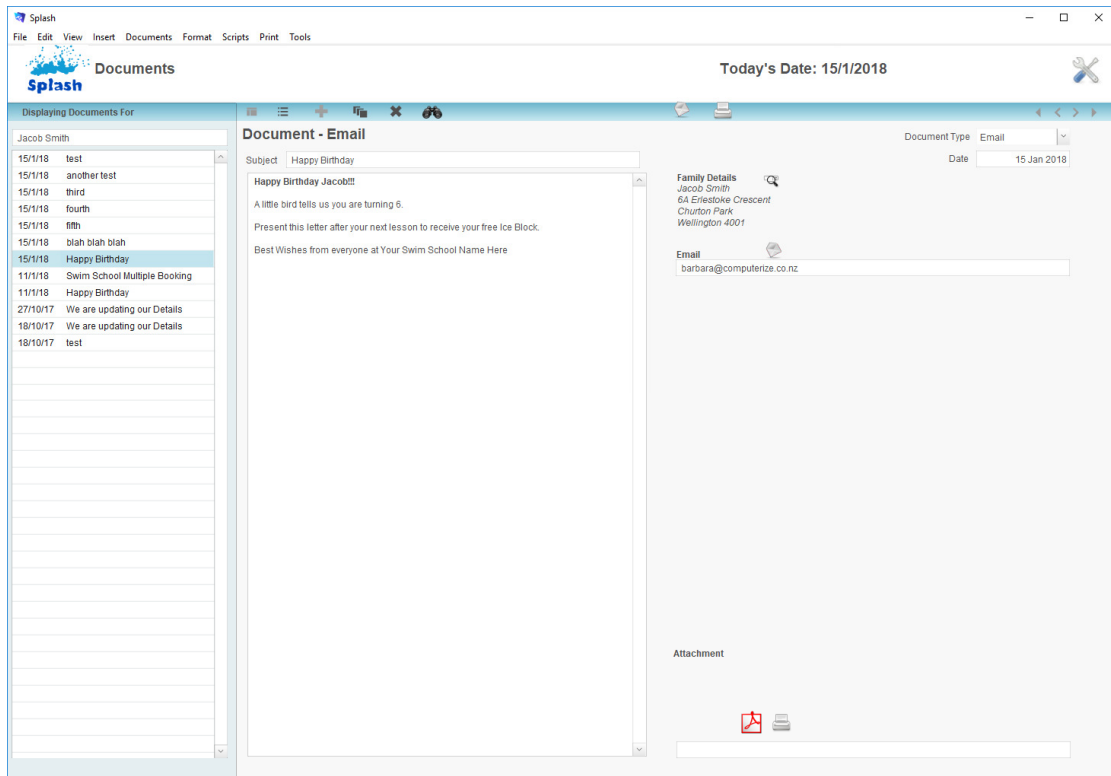 Splash
File Edit View Insert Documents Format Scripts Print Tools
Splash
Documents
Today's Date: 15/1/2018
Displaying Documents For
Jacob Smith
15/1/18 test
15/1/18 another test
15/1/18 third
15/1/18 fourth
15/1/18 fifth
15/1/18 blah blah blah
15/1/18 Happy Birthday
11/1/18 Swim School Multiple Booking
11/1/18 Happy Birthday
27/10/17 We are updating our Details
18/10/17 We are updating our Details
18/10/17 test
Document - Email
Subject Happy Birthday
Happy Birthday Jacob!!!
A little bird tells us you are turning 6.
Present this letter after your next lesson to receive your free Ice Block.
Best Wishes from everyone at Your Swim School Name Here
Document Type Email
Date 15 Jan 2018
Family Details
Jacob Smith
6A Erlestoke Crescent
Churton Park
Wellington 4001
Email
barbara@computerize.co.nz
Attachment